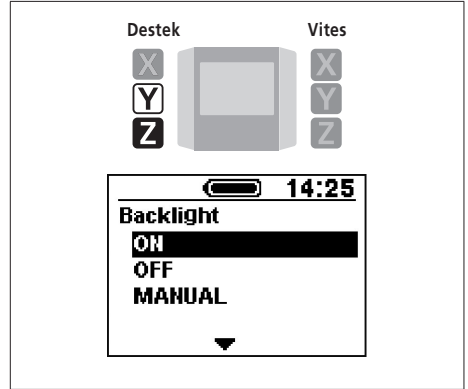 Destek Vites
X X
Y Y
Z Z
14:25
Backlight
ON
OFF
MANUAL